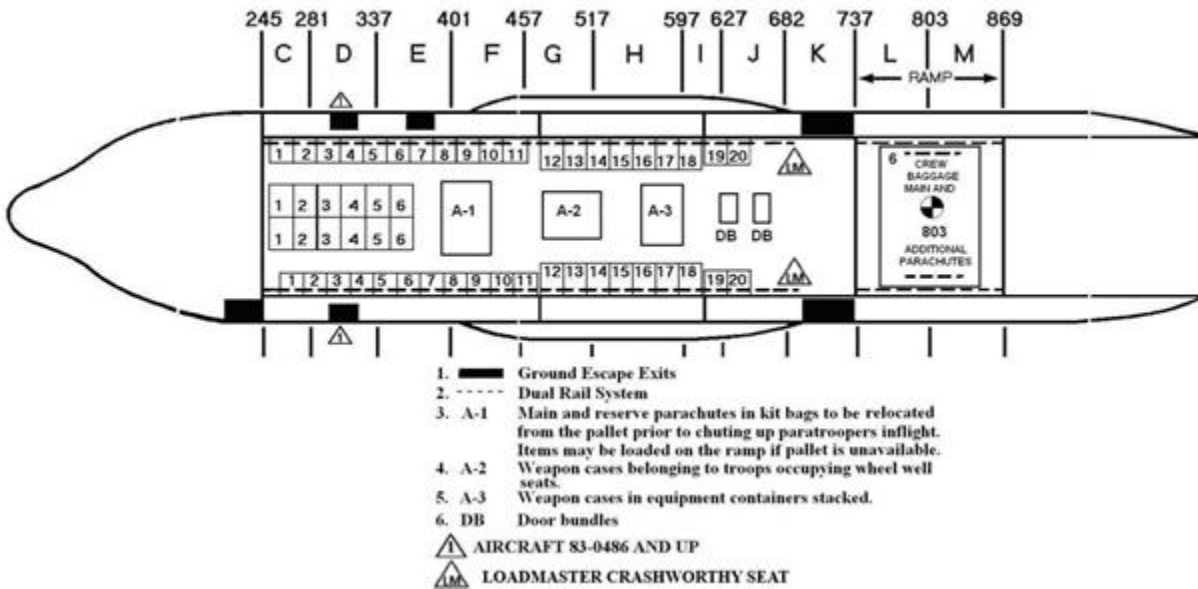 245 281 337 401 457 517 597 627 682 737 803 869
C D E F G H I J K L M
RAMP
1
1 2 3 4 5 6 7 8 9 10 11 12 13 14 15 16 17 18 19 20
LM
1 2 3 4 5 6
A-1 A-2 A-3
DB DB
1 2 3 4 5 6
6 CREW
BAGGAGE
MAIN AND
803
ADDITIONAL
PARACHUTES
LM
1 2 3 4 5 6 7 8 9 10 11 12 13 14 15 16 17 18 19 20
1
1. Ground Escape Exits
2. Dual Rail System
3. A-1 Main and reserve parachutes in kit bags to be relocated
from the pallet prior to chuting up paratroopers inflight.
Items may be loaded on the ramp if pallet is unavailable.
4. A-2 Weapon cases belonging to troops occupying wheel well
seats.
5. A-3 Weapon cases in equipment containers stacked.
6. DB Door bundles
1 AIRCRAFT 83-0486 AND UP
LM LOADMASTER CRASHWORTHY SEAT